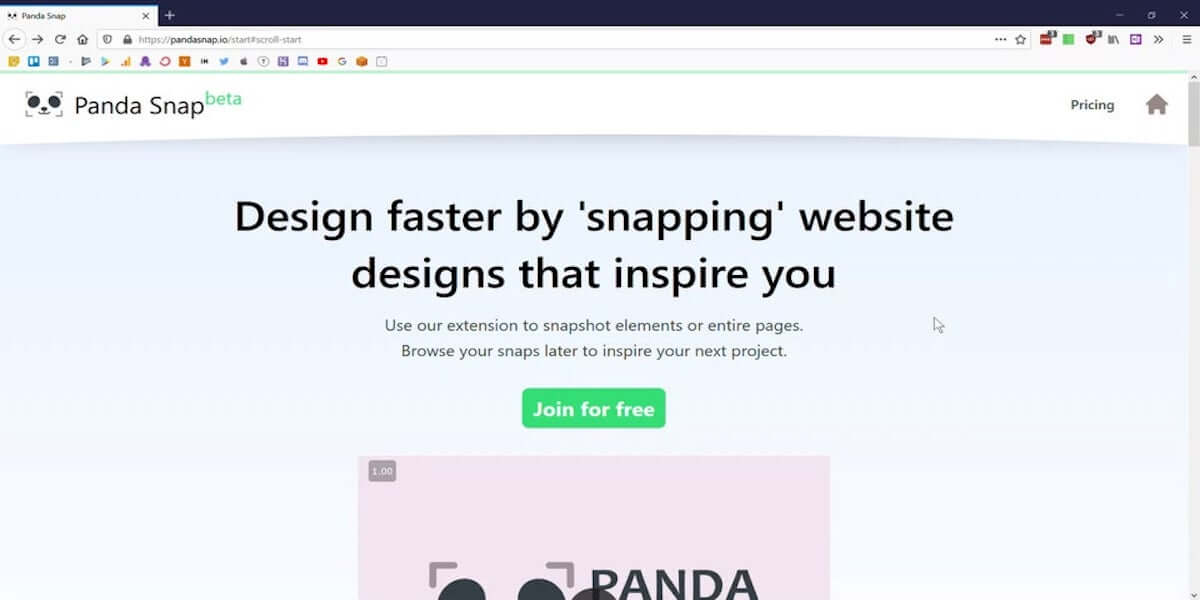 Panda Snap
https://pandasnap.io/start#scroll-start
Panda Snap beta
Pricing
Design faster by 'snapping' website
designs that inspire you
Use our extension to snapshot elements or entire pages.
Browse your snaps later to inspire your next project.
Join for free
1.00
PANDA